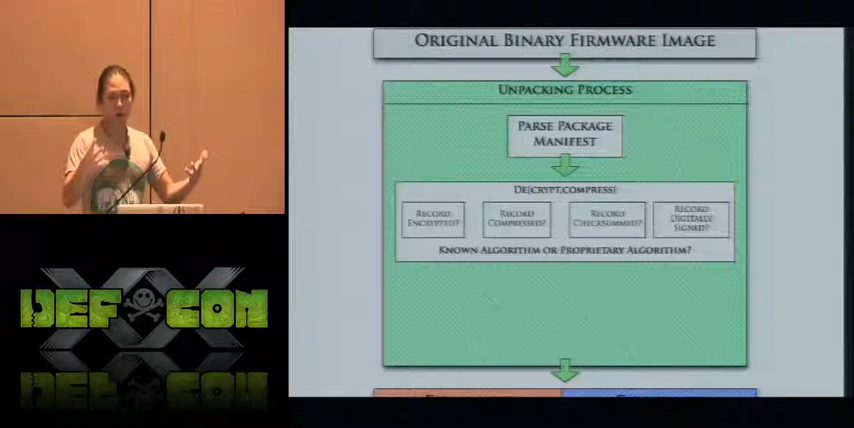 ORIGINAL BINARY FIRMWARE IMAGE
UNPACKING PROCESS
PARSE PACKAGE
MANIFEST
DE[CRYPT,COMPRESS]
RECORD
ENCRYPTED?
RECORD
COMPRESSED?
RECORD
CHECKSUMMED?
RECORD
DIGITALLY
SIGNED?
KNOWN ALGORITHM OR PROPRIETARY ALGORITHM?
DEF CON
XX